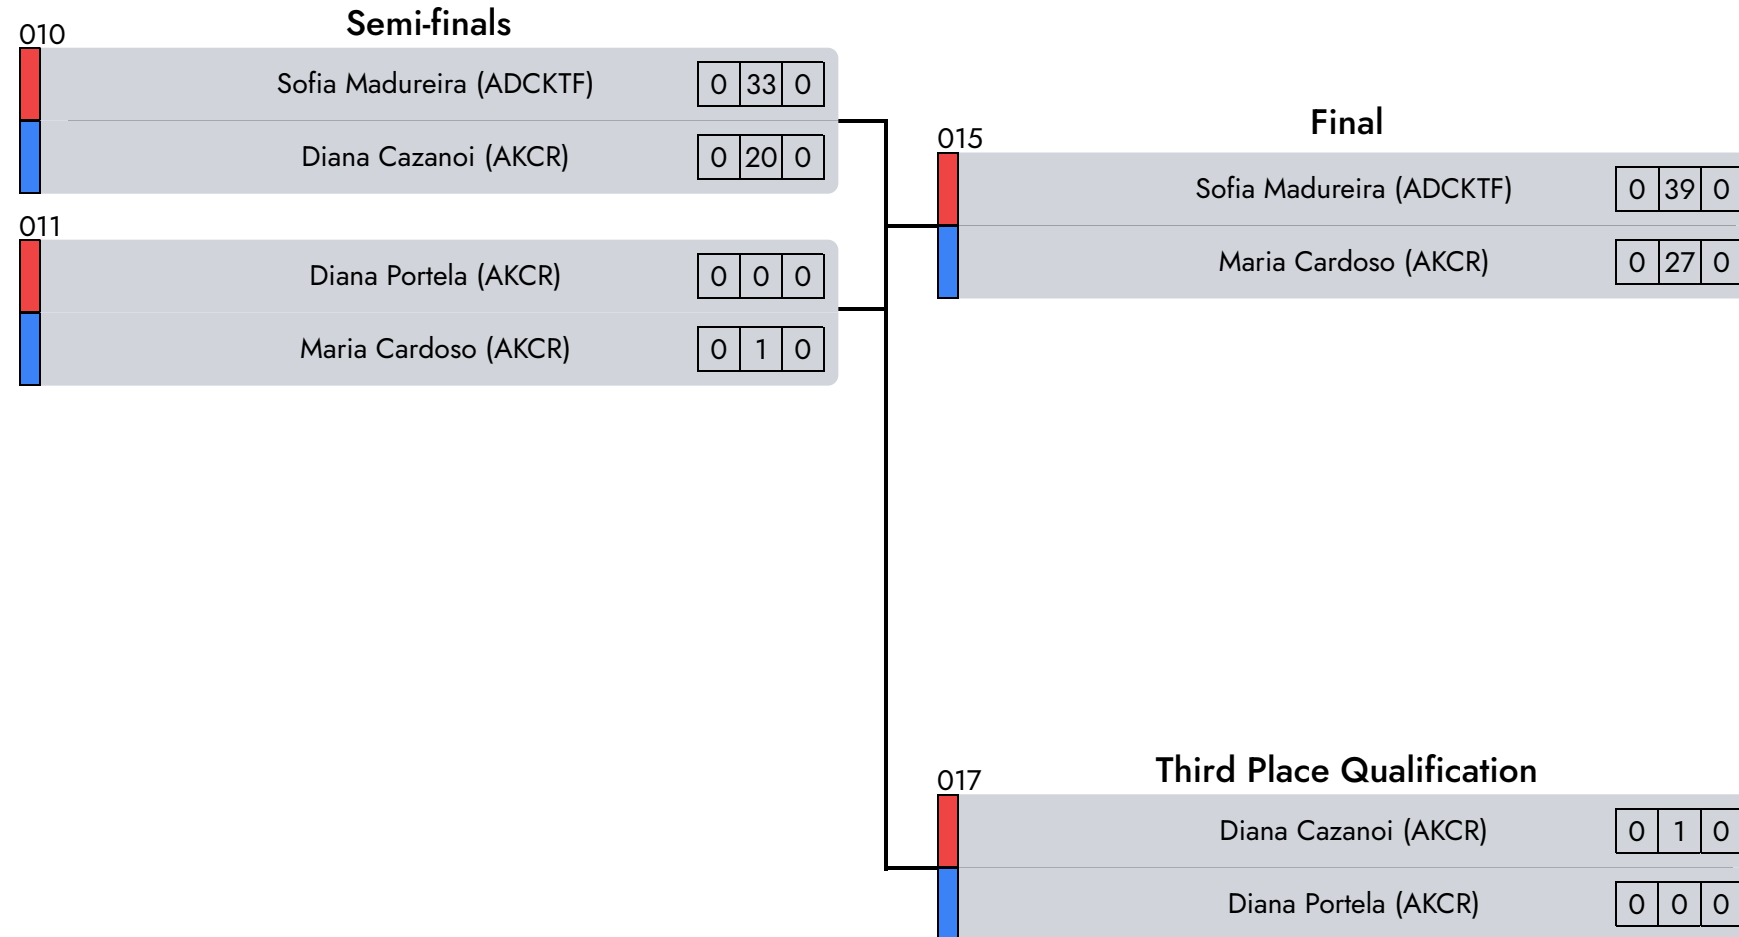 Semi-finals
010
Sofia Madureira (ADCKTF) 0 33 0
Diana Cazanoi (AKCR) 0 20 0
011
Diana Portela (AKCR) 0 0 0
Maria Cardoso (AKCR) 0 1 0
Final
015
Sofia Madureira (ADCKTF) 0 39 0
Maria Cardoso (AKCR) 0 27 0
Third Place Qualification
017
Diana Cazanoi (AKCR) 0 1 0
Diana Portela (AKCR) 0 0 0